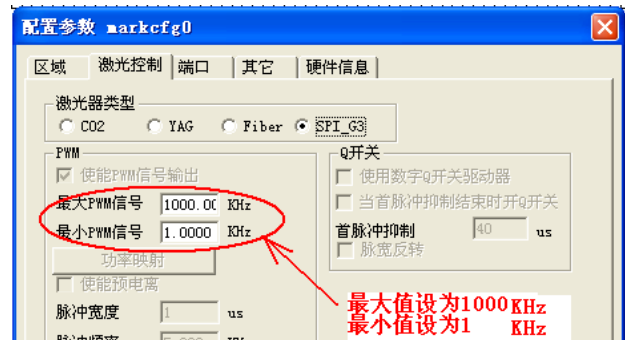 配置参数 markcfg0
区域 激光控制 端口 其它 硬件信息
激光器类型
CO2 YAG Fiber SPI_G3
PWM
使能PWM信号输出
最大PWM信号 1000.00 KHz
最小PWM信号 1.0000 KHz
功率映射
使能预电离
脉冲宽度 1 us
Q开关
使用数字Q开关驱动器
当首脉冲抑制结束时开Q开关
首脉冲抑制 40 us
脉宽反转
最大值设为1000KHz
最小值设为1 KHz